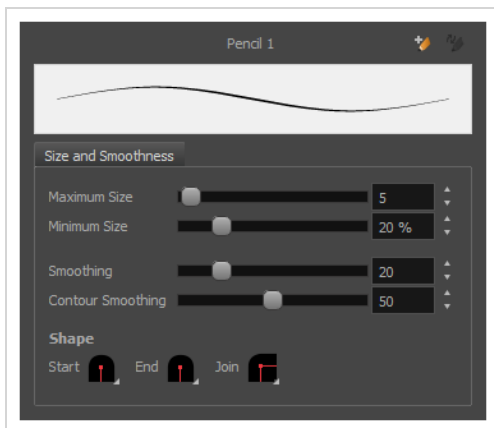 Pencil 1
Size and Smoothness
Maximum Size 5
Minimum Size 20 %
Smoothing 20
Contour Smoothing 50
Shape
Start End Join